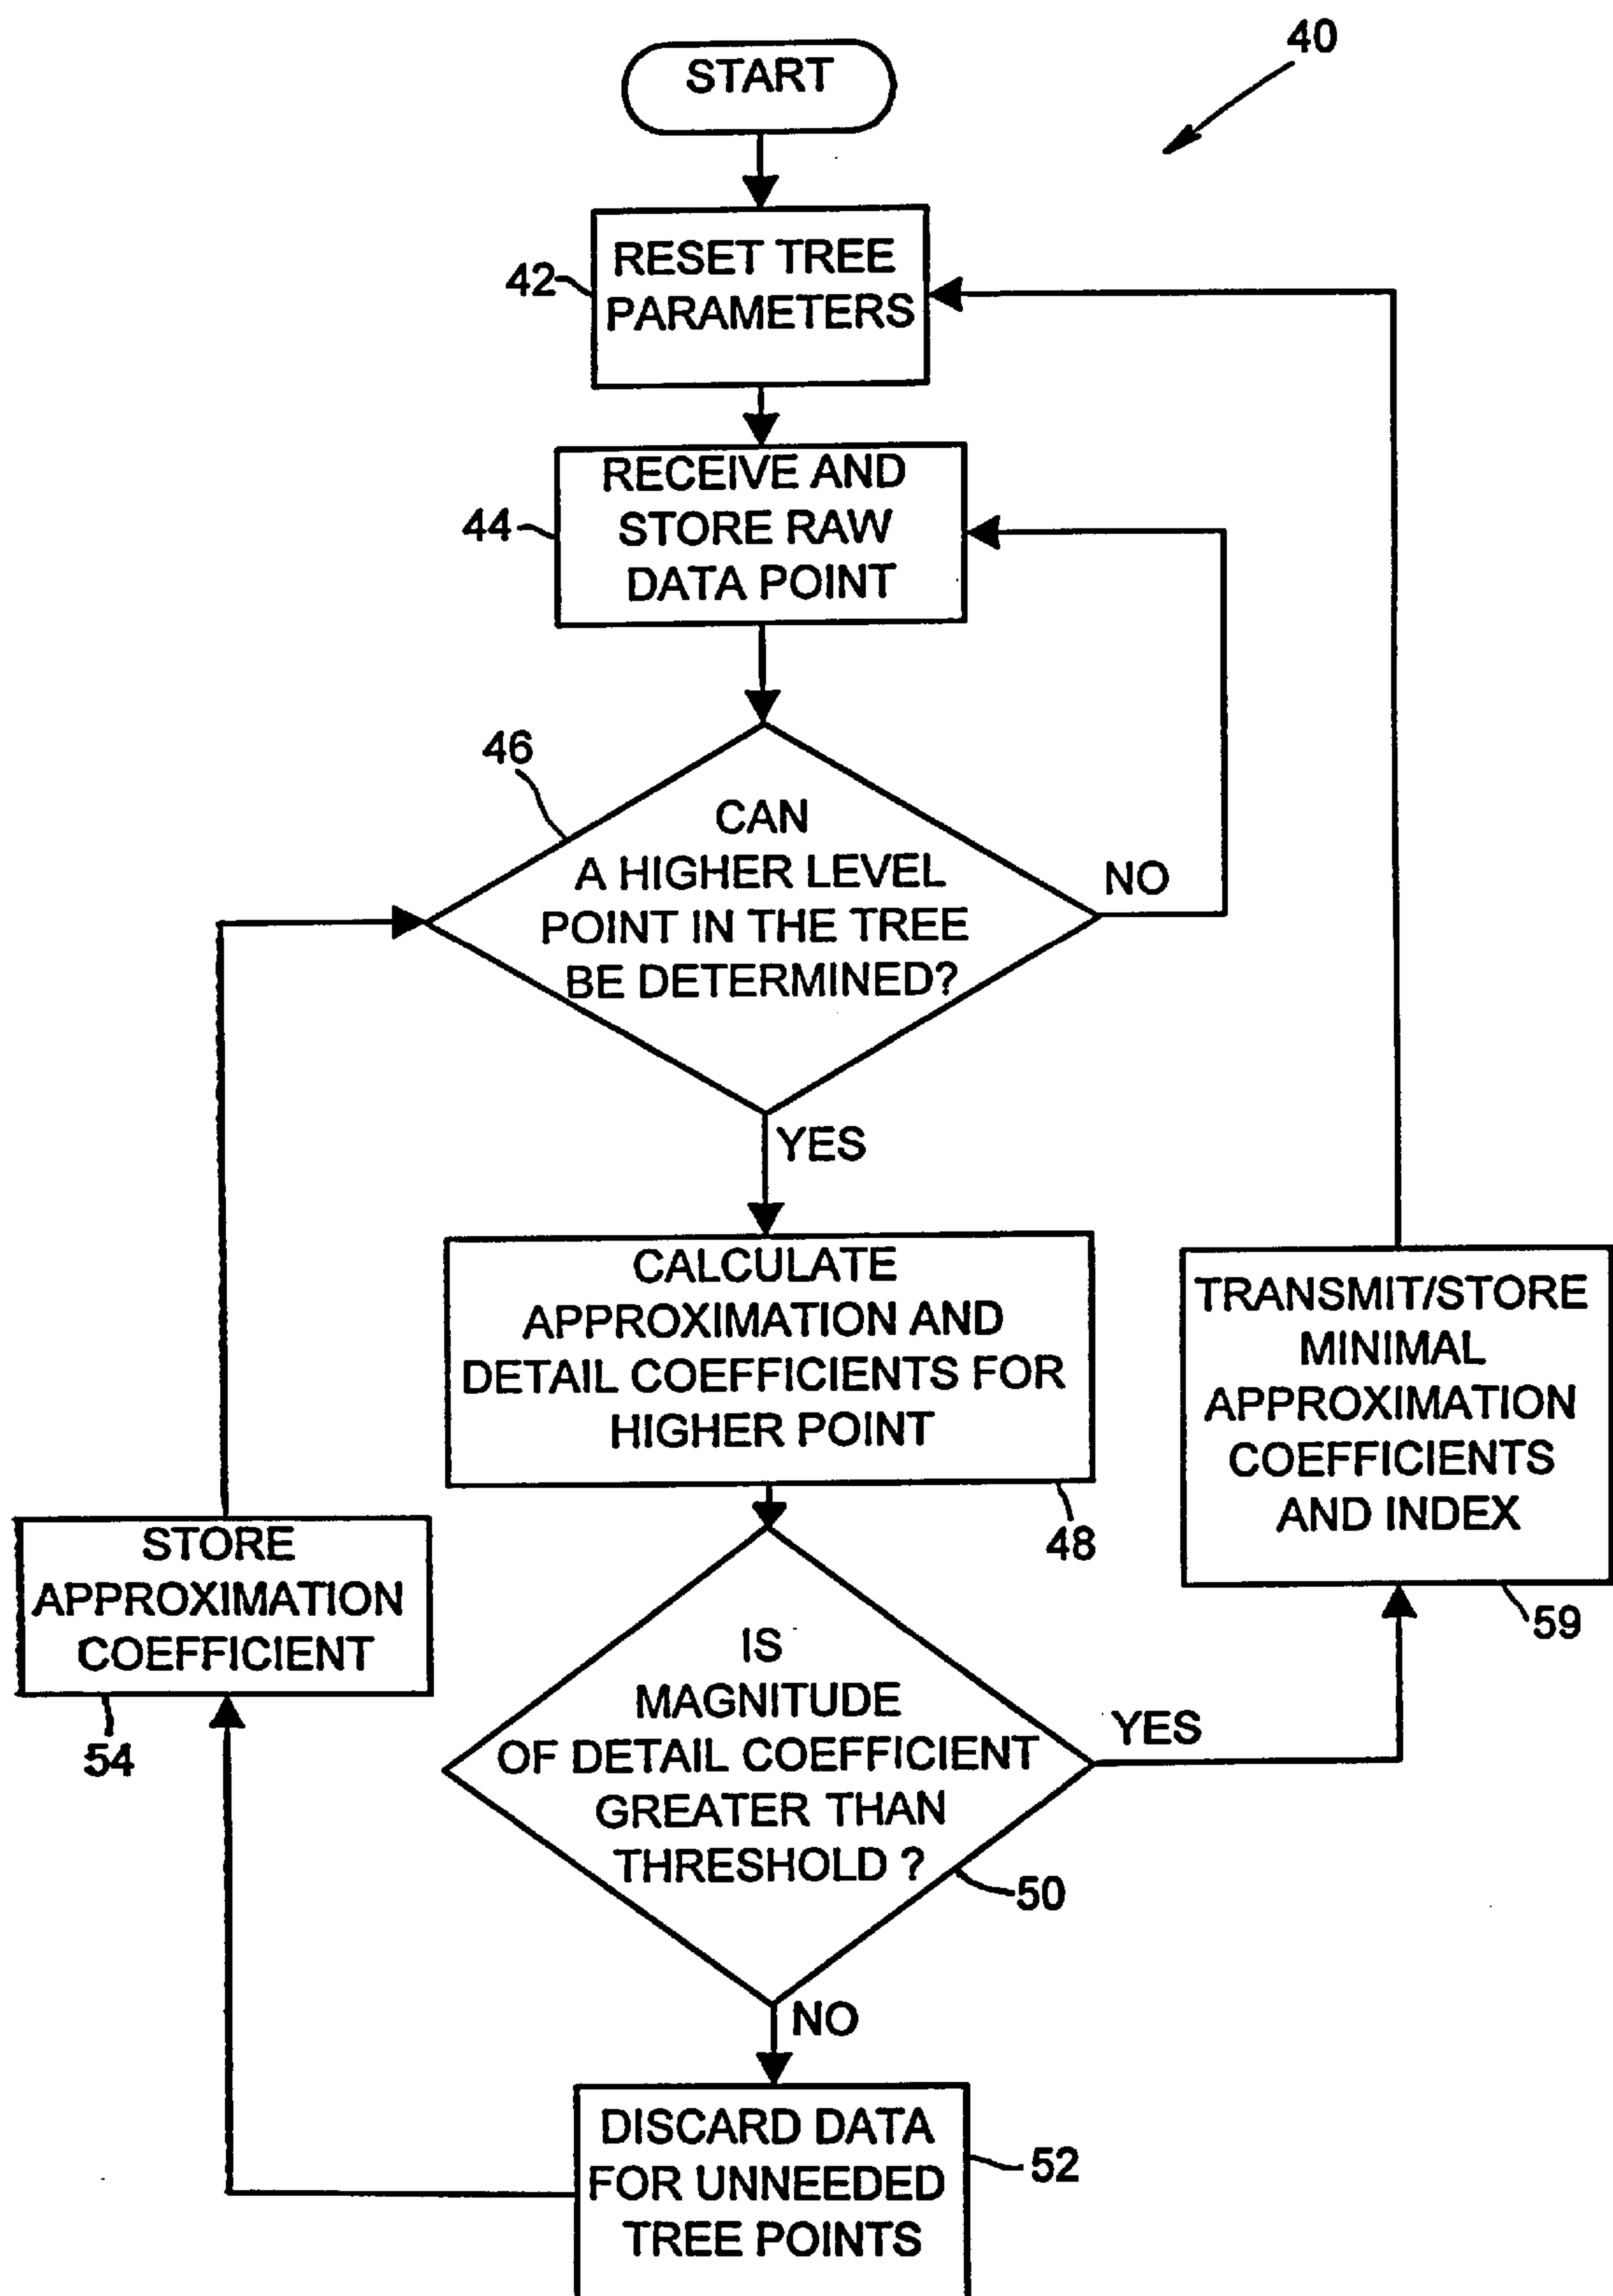 40
START
42
RESET TREE
PARAMETERS
44
RECEIVE AND
STORE RAW
DATA POINT
46
CAN
A HIGHER LEVEL
POINT IN THE TREE
BE DETERMINED?
NO
YES
CALCULATE
APPROXIMATION AND
DETAIL COEFFICIENTS FOR
HIGHER POINT
48
TRANSMIT/STORE
MINIMAL
APPROXIMATION
COEFFICIENTS
AND INDEX
59
STORE
APPROXIMATION
COEFFICIENT
54
IS
MAGNITUDE
OF DETAIL COEFFICIENT
GREATER THAN
THRESHOLD ?
YES
50
NO
DISCARD DATA
FOR UNNEEDED
TREE POINTS
52